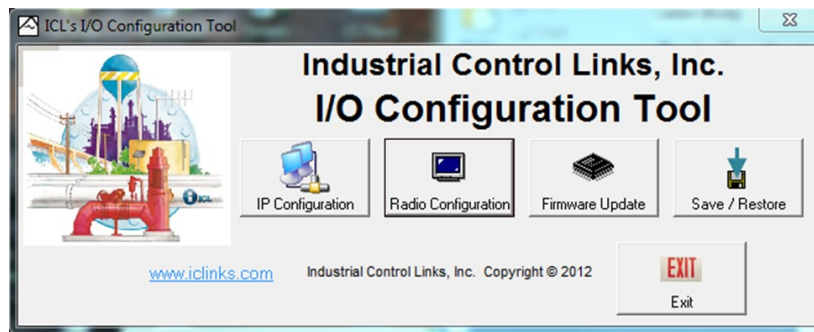 ICL's I/O Configuration Tool
Industrial Control Links, Inc.
I/O Configuration Tool
IP Configuration
Radio Configuration
Firmware Update
Save / Restore
ICL
www.iclinks.com
Industrial Control Links, Inc. Copyright © 2012
EXIT
Exit